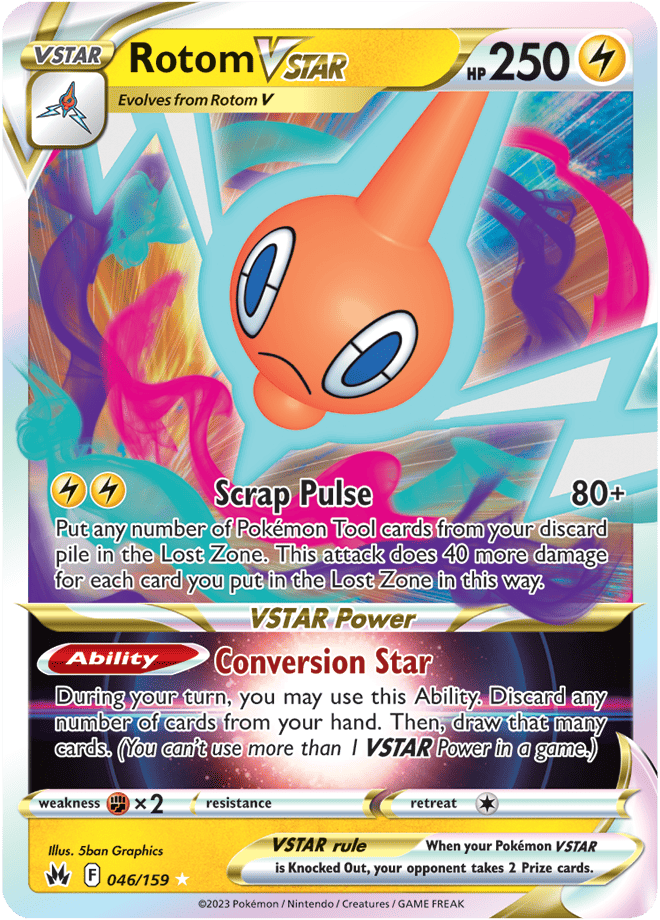 VSTAR
Rotom VSTAR
HP 250
Evolves from Rotom V
Scrap Pulse 80+
Put any number of Pokémon Tool cards from your discard
pile in the Lost Zone. This attack does 40 more damage
for each card you put in the Lost Zone in this way.
VSTAR Power
Ability Conversion Star
During your turn, you may use this Ability. Discard any
number of cards from your hand. Then, draw that many
cards. (You can't use more than 1 VSTAR Power in a game.)
weakness ×2 resistance retreat
Illus. 5ban Graphics
VSTAR rule When your Pokémon VSTAR
is Knocked Out, your opponent takes 2 Prize cards.
F 046/159
©2023 Pokémon / Nintendo / Creatures / GAME FREAK